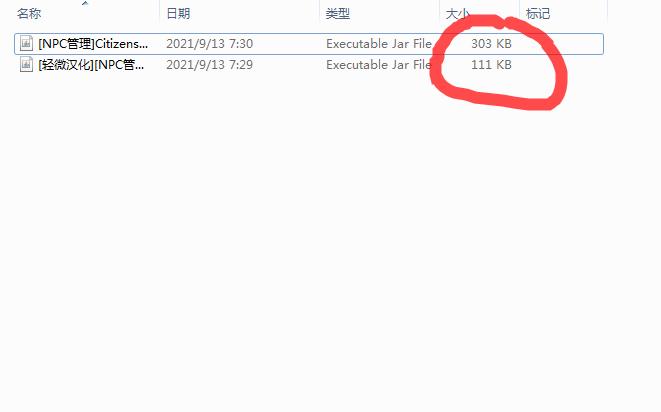 名称 日期 类型 大小 标记
[NPC管理]Citizens... 2021/9/13 7:30 Executable Jar File 303 KB
[轻微汉化][NPC管... 2021/9/13 7:29 Executable Jar File 111 KB